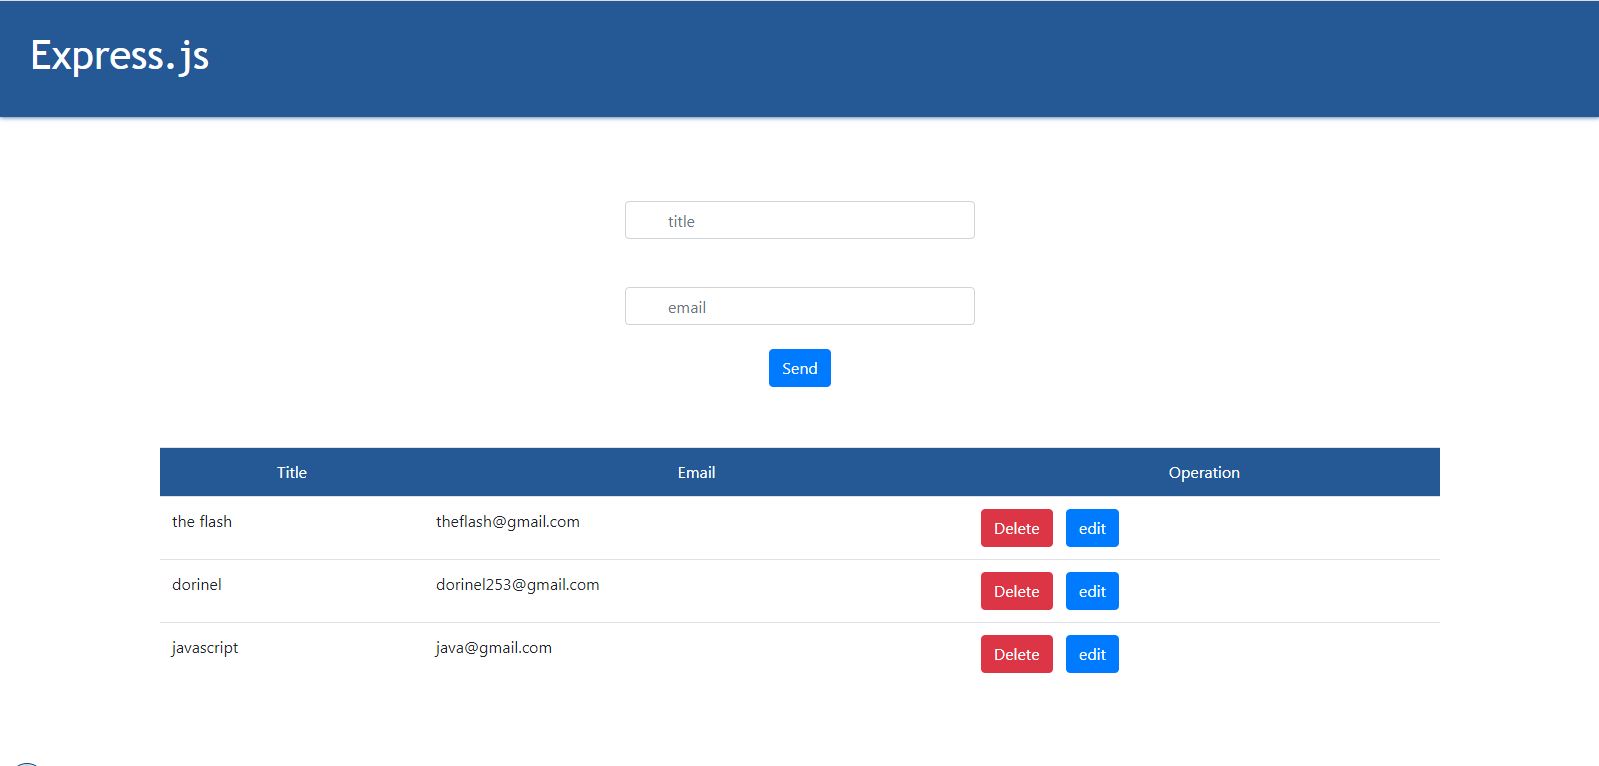 Express.js
title
email
Send
Title Email Operation
the flash theflash@gmail.com Delete edit
dorinel dorinel253@gmail.com Delete edit
javascript java@gmail.com Delete edit